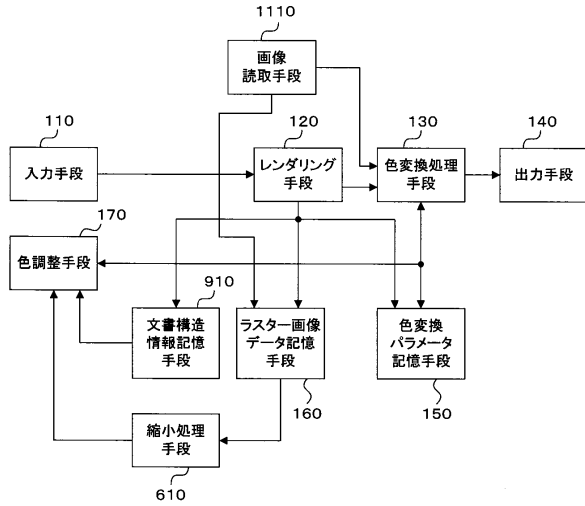 1110
画像
読取手段
110
入力手段
120
レンダリング
手段
130
色変換処理
手段
140
出力手段
170
色調整手段
910
文書構造
情報記憶
手段
ラスター画像
データ記憶
手段
160
色変換
パラメータ
記憶手段
150
縮小処理
手段
610